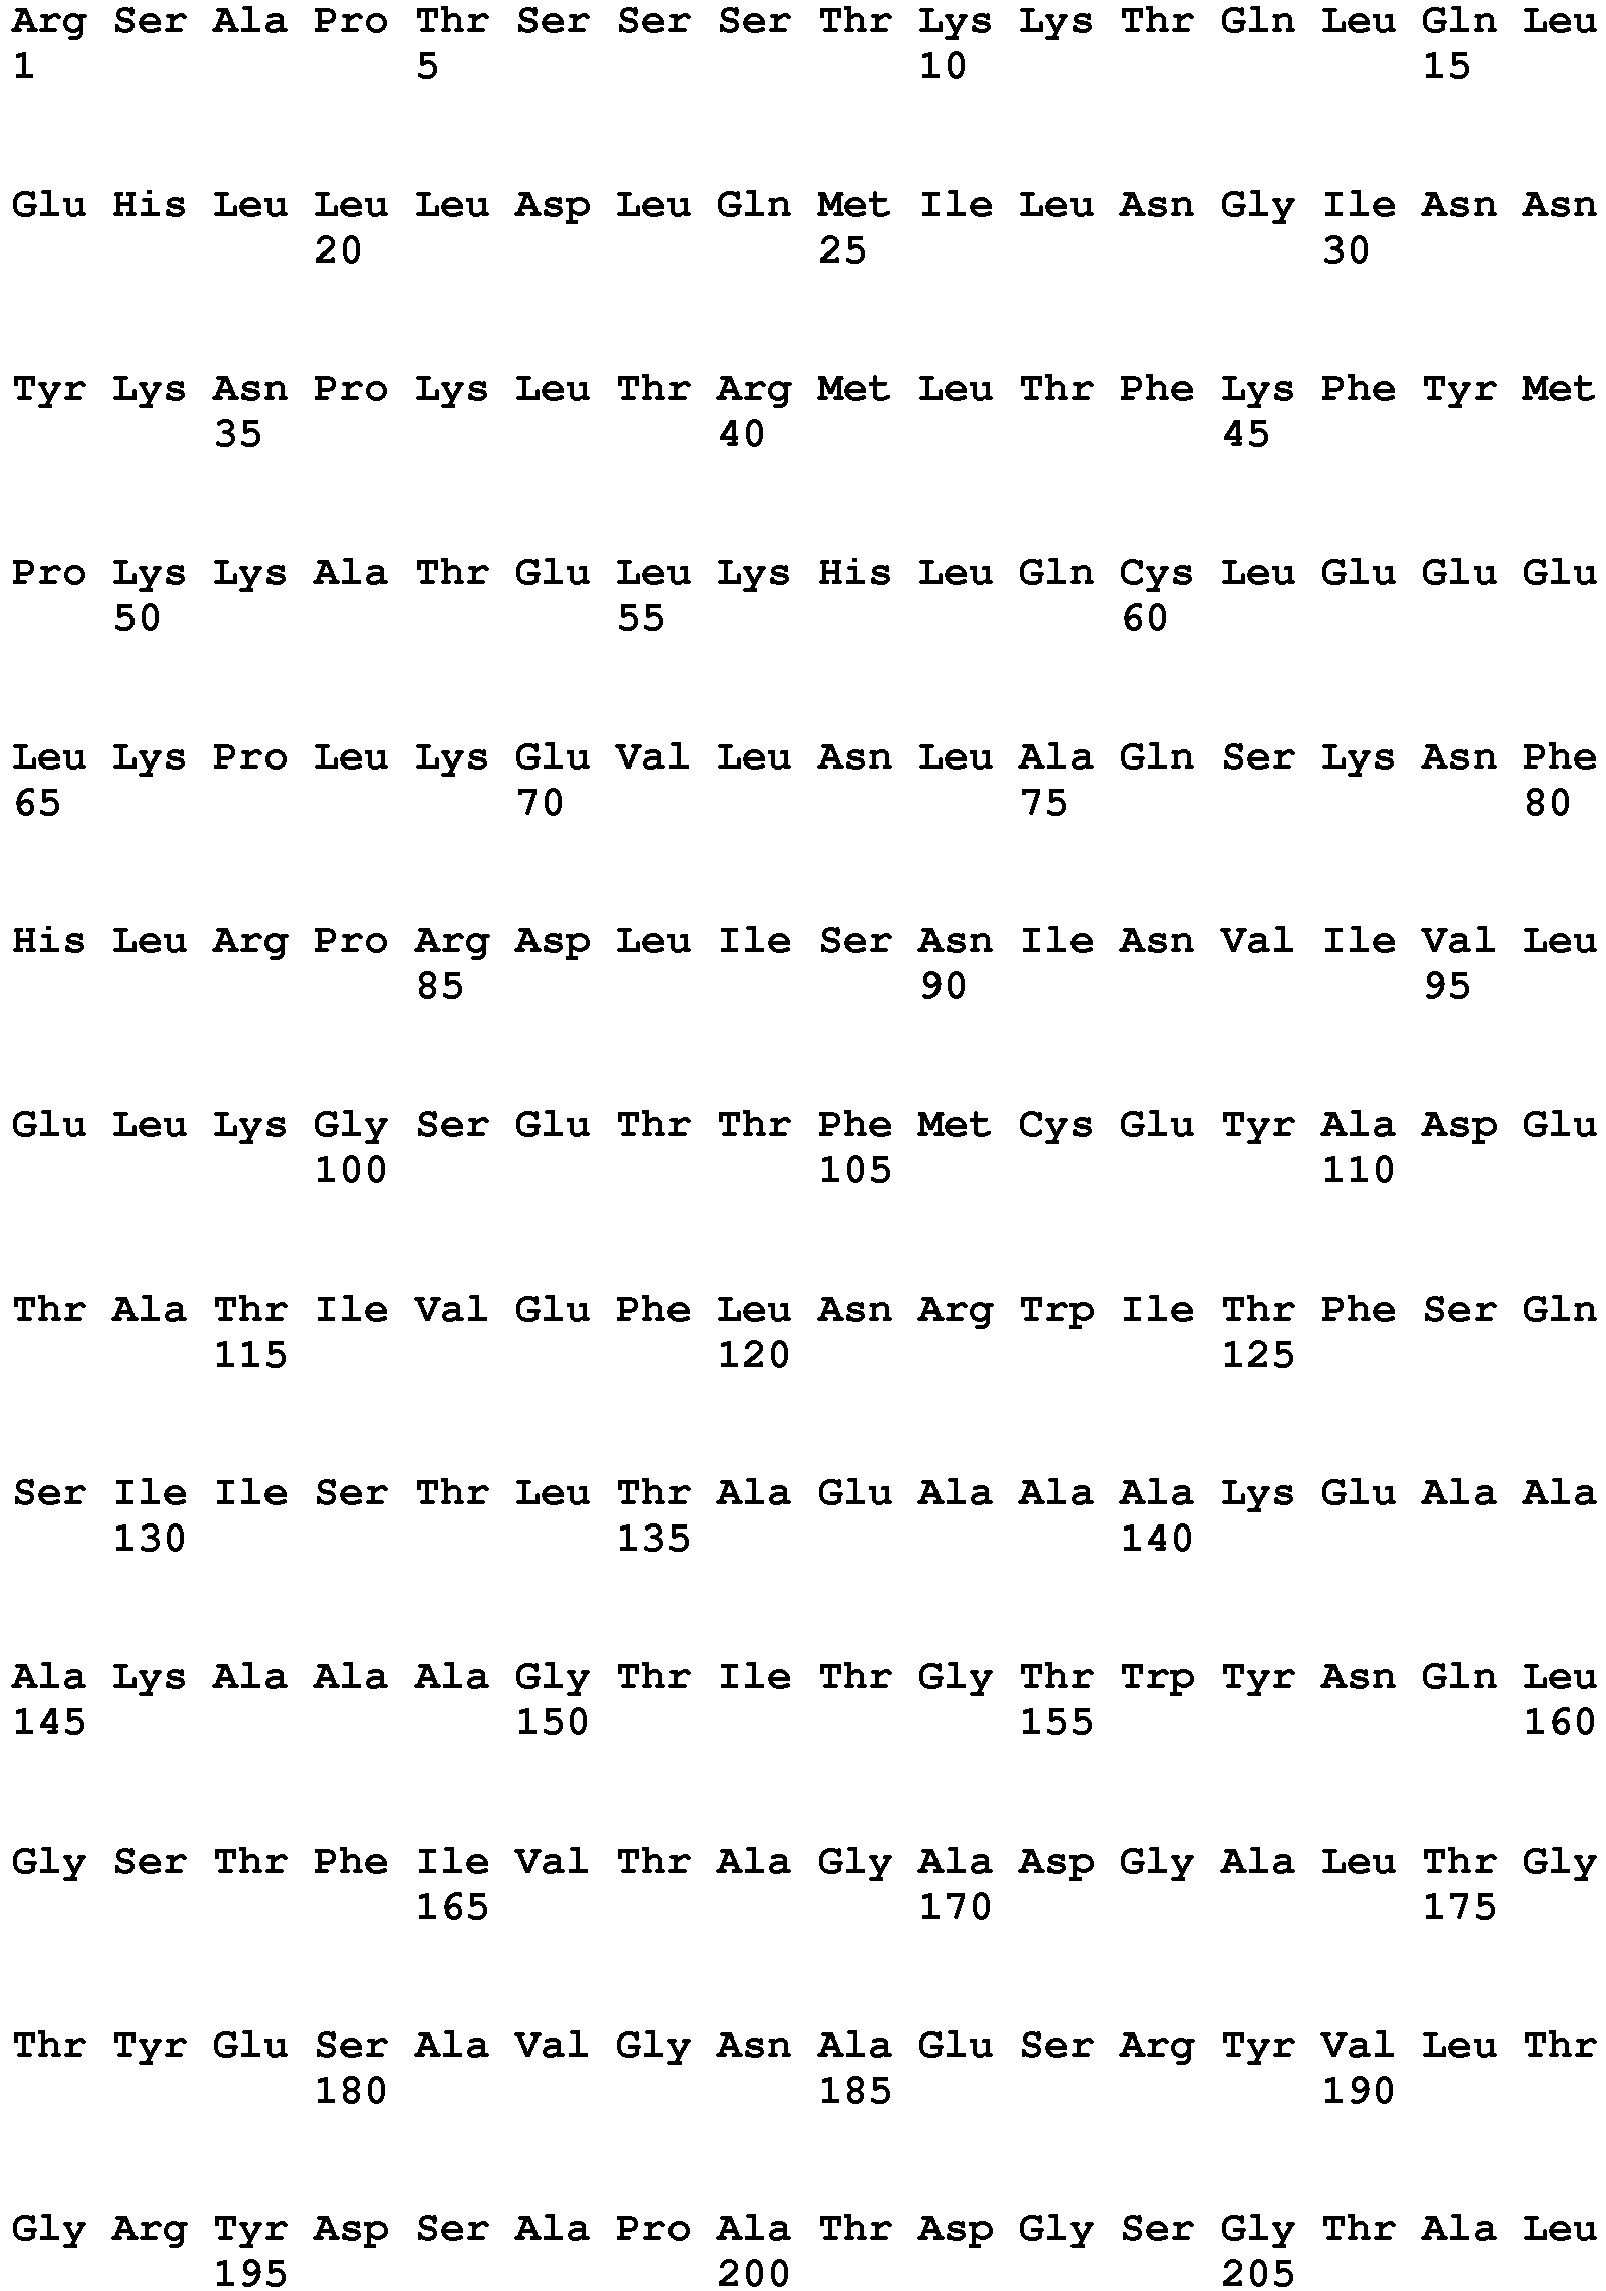 Arg Ser Ala Pro Thr Ser Ser Ser Thr Lys Lys Thr Gln Leu Gln Leu
1 5 10 15
Glu His Leu Leu Leu Asp Leu Gln Met Ile Leu Asn Gly Ile Asn Asn
20 25 30
Tyr Lys Asn Pro Lys Leu Thr Arg Met Leu Thr Phe Lys Phe Tyr Met
35 40 45
Pro Lys Lys Ala Thr Glu Leu Lys His Leu Gln Cys Leu Glu Glu Glu
50 55 60
Leu Lys Pro Leu Lys Glu Val Leu Asn Leu Ala Gln Ser Lys Asn Phe
65 70 75 80
His Leu Arg Pro Arg Asp Leu Ile Ser Asn Ile Asn Val Ile Val Leu
85 90 95
Glu Leu Lys Gly Ser Glu Thr Thr Phe Met Cys Glu Tyr Ala Asp Glu
100 105 110
Thr Ala Thr Ile Val Glu Phe Leu Asn Arg Trp Ile Thr Phe Ser Gln
115 120 125
Ser Ile Ile Ser Thr Leu Thr Ala Glu Ala Ala Ala Lys Glu Ala Ala
130 135 140
Ala Lys Ala Ala Ala Gly Thr Ile Thr Gly Thr Trp Tyr Asn Gln Leu
145 150 155 160
Gly Ser Thr Phe Ile Val Thr Ala Gly Ala Asp Gly Ala Leu Thr Gly
165 170 175
Thr Tyr Glu Ser Ala Val Gly Asn Ala Glu Ser Arg Tyr Val Leu Thr
180 185 190
Gly Arg Tyr Asp Ser Ala Pro Ala Thr Asp Gly Ser Gly Thr Ala Leu
195 200 205